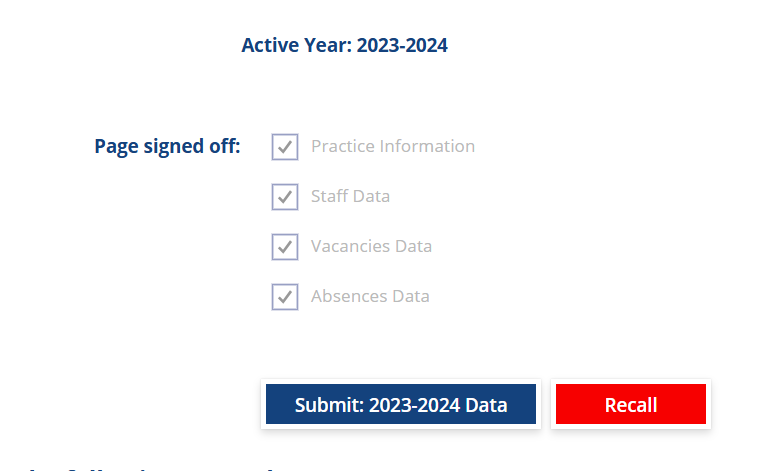 Active Year: 2023-2024
Page signed off:
Practice Information
Staff Data
Vacancies Data
Absences Data
Submit: 2023-2024 Data
Recall